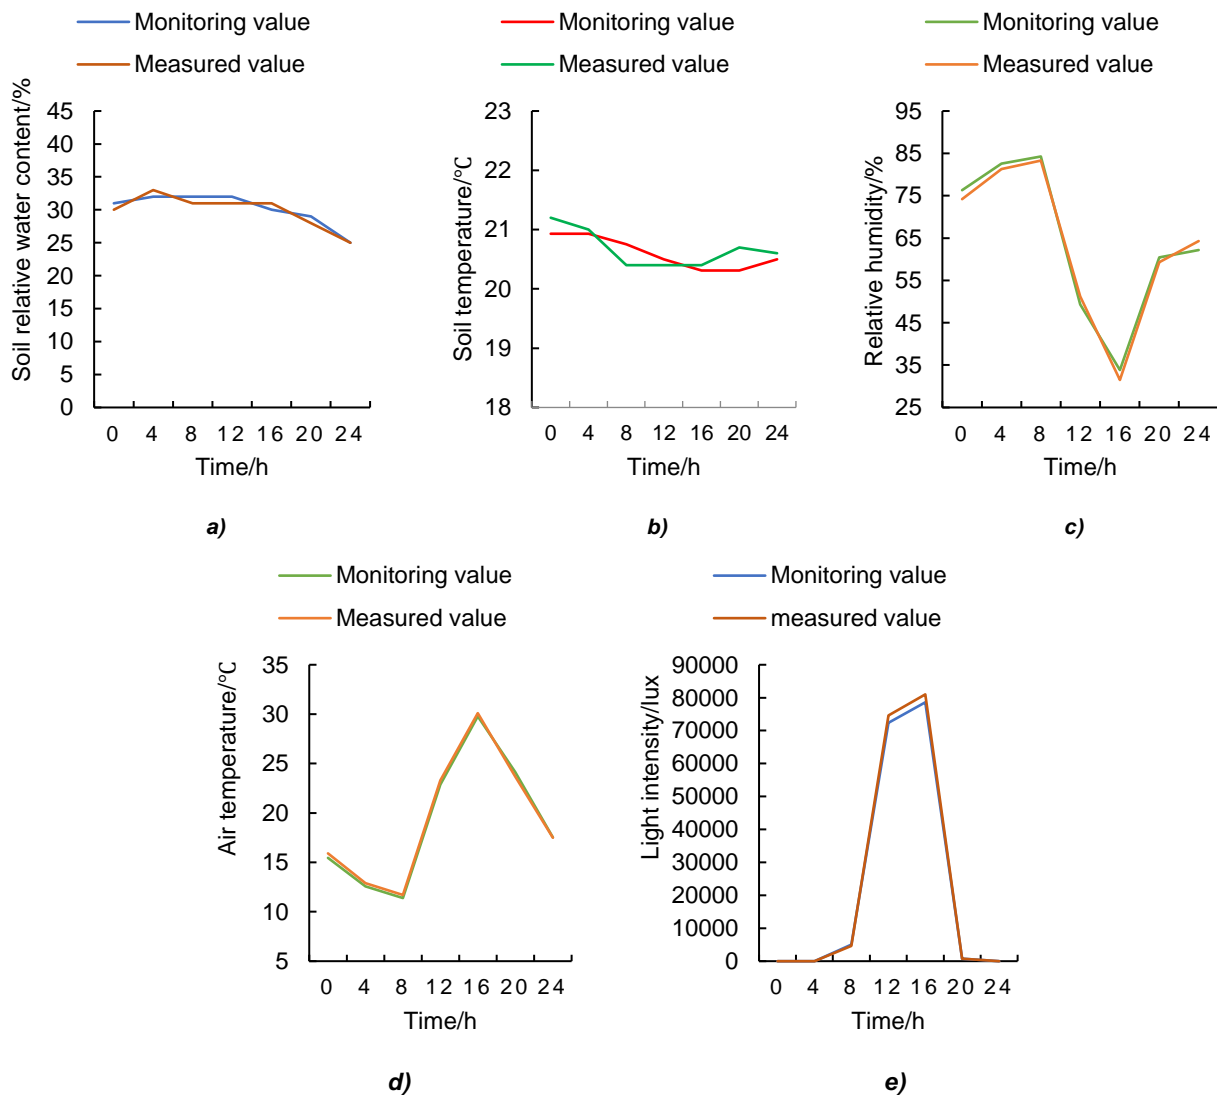 Monitoring value
Measured value
Soil relative water content/%
45
40
35
30
25
20
15
10
5
0
0 4 8 12 16 20 24
Time/h
a)
Monitoring value
Measured value
Soil temperature/℃
23
22
21
20
19
18
0 4 8 12 16 20 24
Time/h
b)
Monitoring value
Measured value
Relative humidity/%
95
85
75
65
55
45
35
25
0 4 8 12 16 20 24
Time/h
c)
Monitoring value
Measured value
Air temperature/℃
35
30
25
20
15
10
5
0 4 8 12 16 20 24
Time/h
d)
Monitoring value
measured value
Light intensity/lux
90000
80000
70000
60000
50000
40000
30000
20000
10000
0
0 4 8 12 16 20 24
Time/h
e)